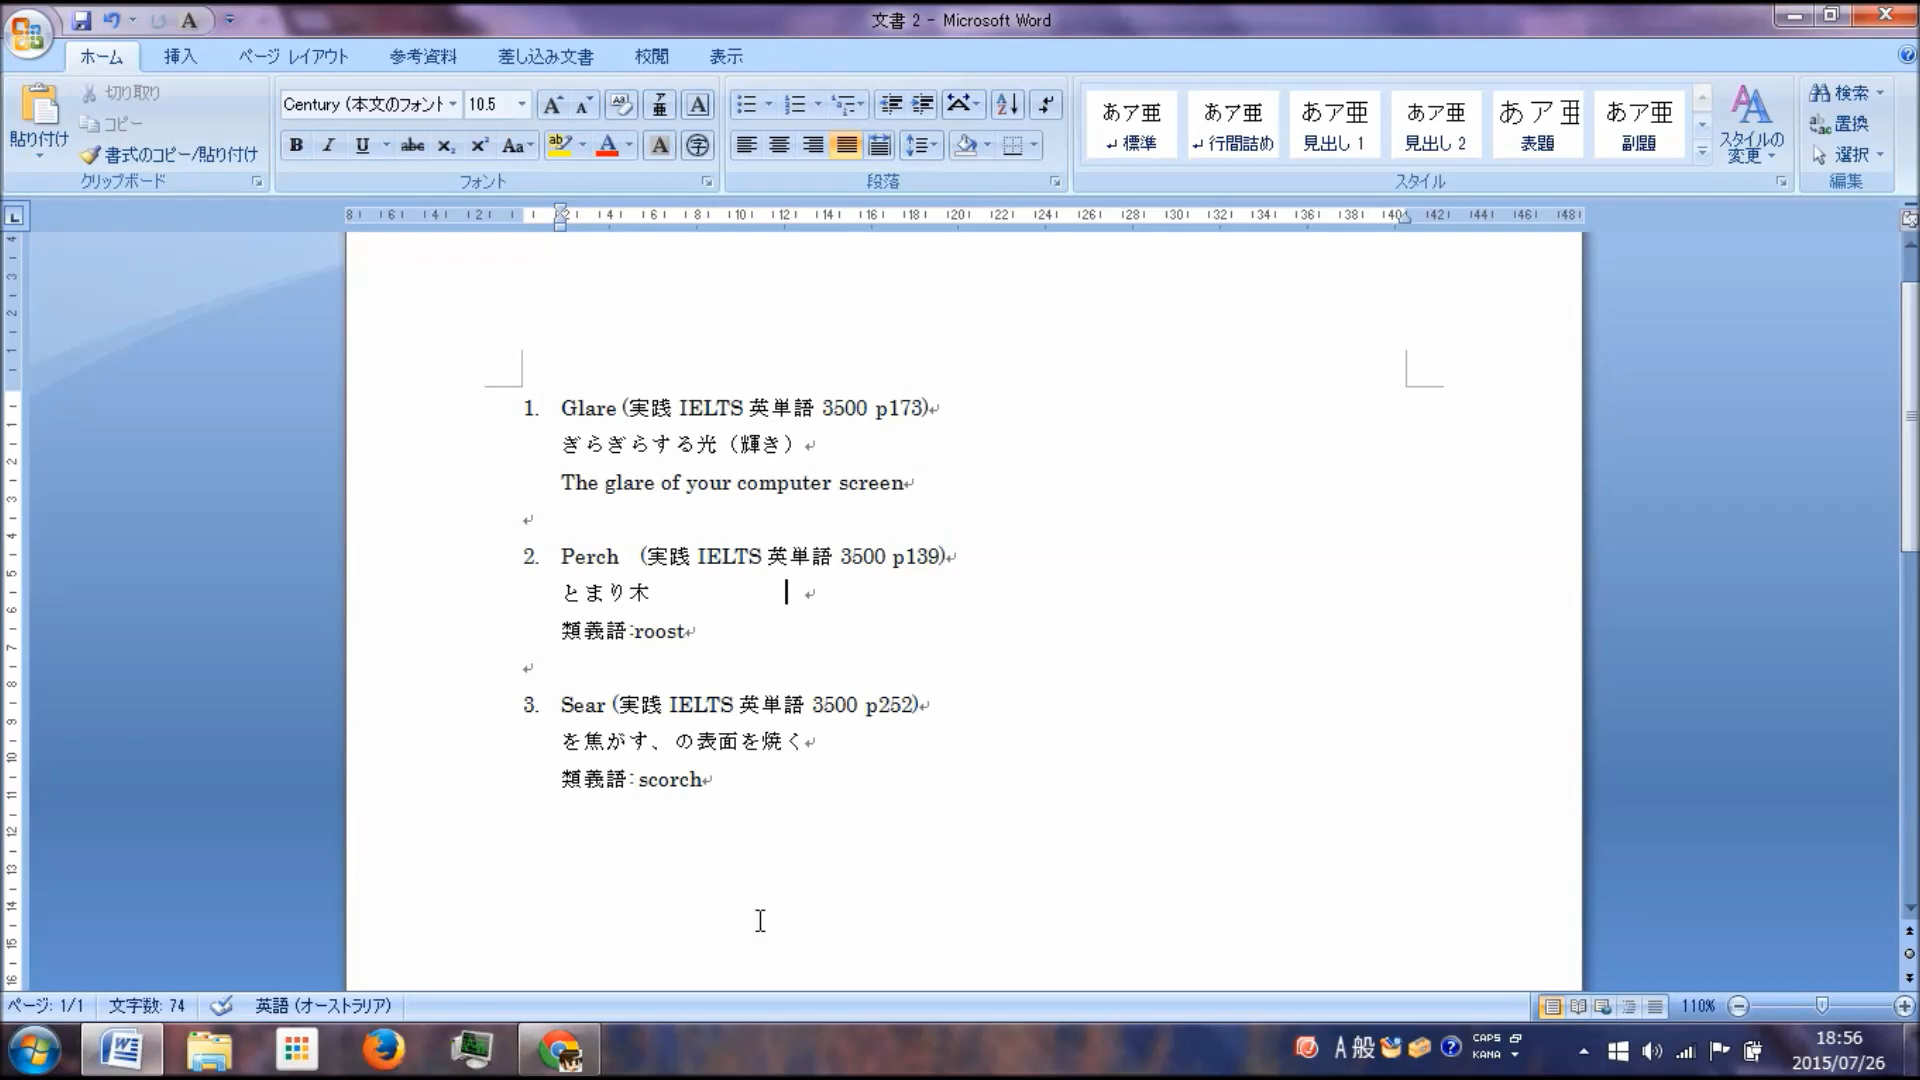 文書 2 - Microsoft Word
ホーム 挿入 ページ レイアウト 参考資料 差し込み文書 校閲 表示
貼り付け
切り取り
コピー
書式のコピー/貼り付け
クリップボード
Century (本文のフォント 10.5
フォント
段落
あア亜 あア亜 あア亜 あア亜 あア亜 あア亜
標準 行間詰め 見出し 1 見出し 2 表題 副題
スタイルの
変更
スタイル
検索
置換
選択
編集
1. Glare (実践 IELTS 英単語 3500 p173)
ぎらぎらする光（輝き）
The glare of your computer screen
2. Perch (実践 IELTS 英単語 3500 p139)
とまり木
類義語:roost
3. Sear (実践 IELTS 英単語 3500 p252)
を焦がす、の表面を焼く
類義語: scorch
ページ: 1/1 文字数: 74 英語 (オーストラリア) 110%
A 般 CAPS KANA
18:56
2015/07/26